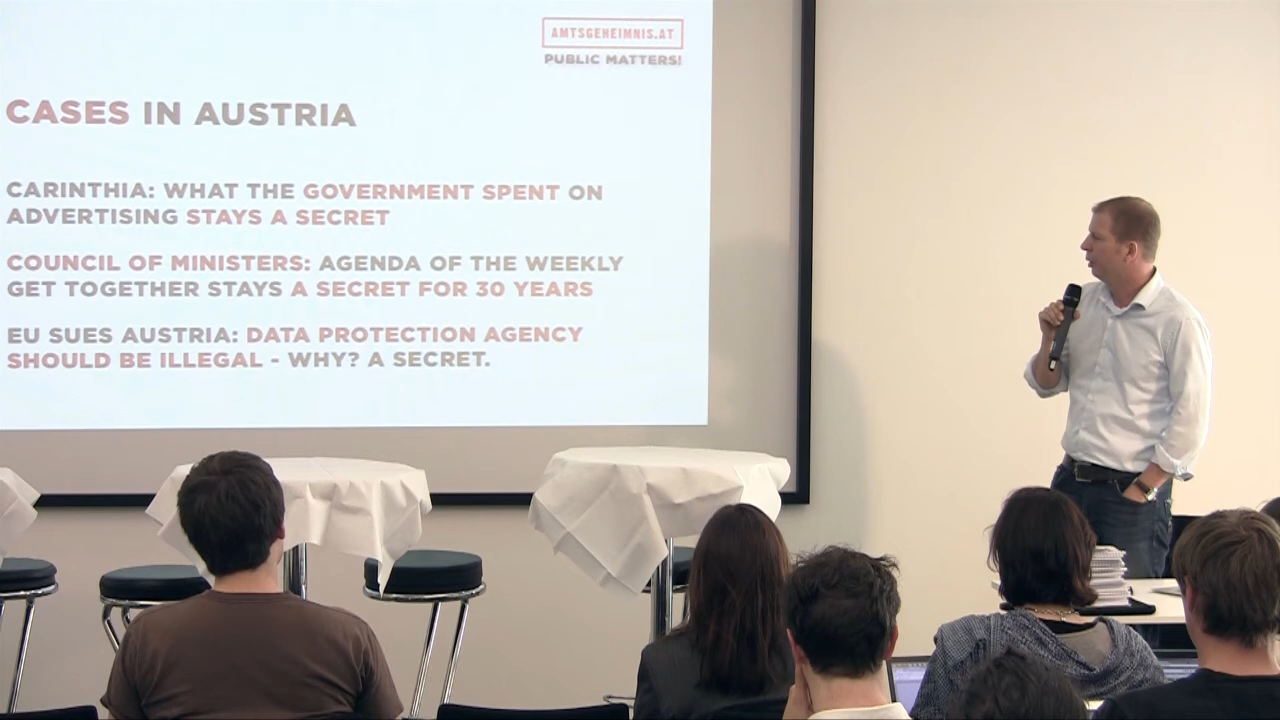 AMTSGEHEIMNIS.AT
PUBLIC MATTERS!
CASES IN AUSTRIA
CARINTHIA: WHAT THE GOVERNMENT SPENT ON
ADVERTISING STAYS A SECRET
COUNCIL OF MINISTERS: AGENDA OF THE WEEKLY
GET TOGETHER STAYS A SECRET FOR 30 YEARS
EU SUES AUSTRIA: DATA PROTECTION AGENCY
SHOULD BE ILLEGAL - WHY? A SECRET.